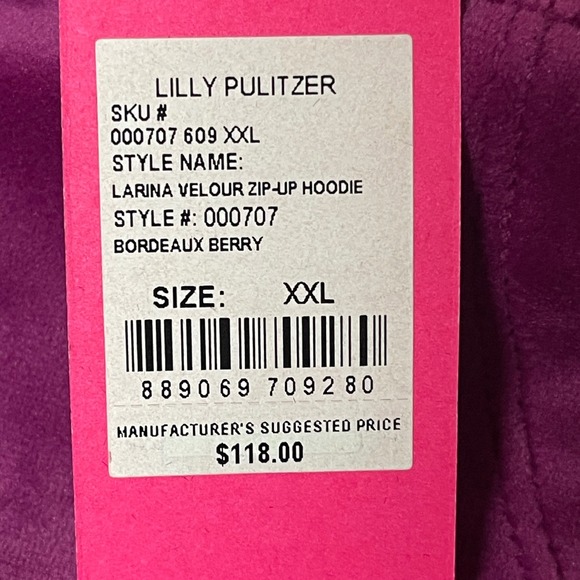 LILLY PULITZER
SKU #
000707 609 XXL
STYLE NAME:
LARINA VELOUR ZIP-UP HOODIE
STYLE #: 000707
BORDEAUX BERRY
SIZE: XXL
889069 709280
MANUFACTURER'S SUGGESTED PRICE
$118.00